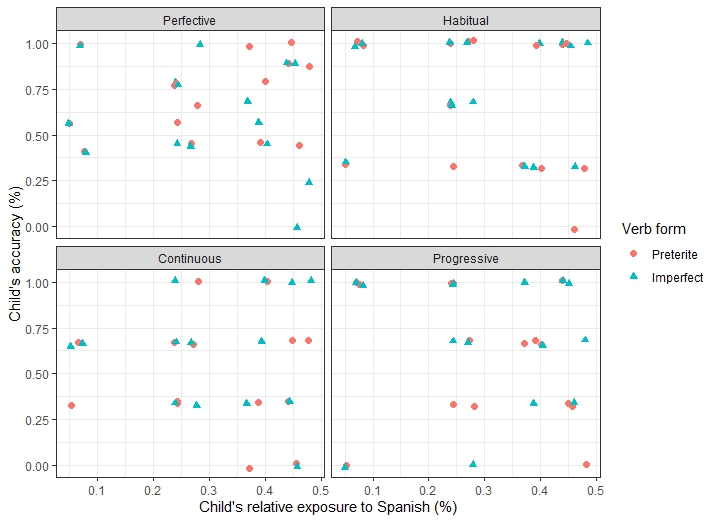 Perfective
Habitual
1.00
0.75
0.50
0.25
0.00
Continuous
Progressive
1.00
0.75
0.50
0.25
0.00
0.1
0.2
0.3
0.4
0.5
0.1
0.2
0.3
0.4
0.5
Child's relative exposure to Spanish (%)
Child's accuracy (%)
Verb form
Preterite
Imperfect